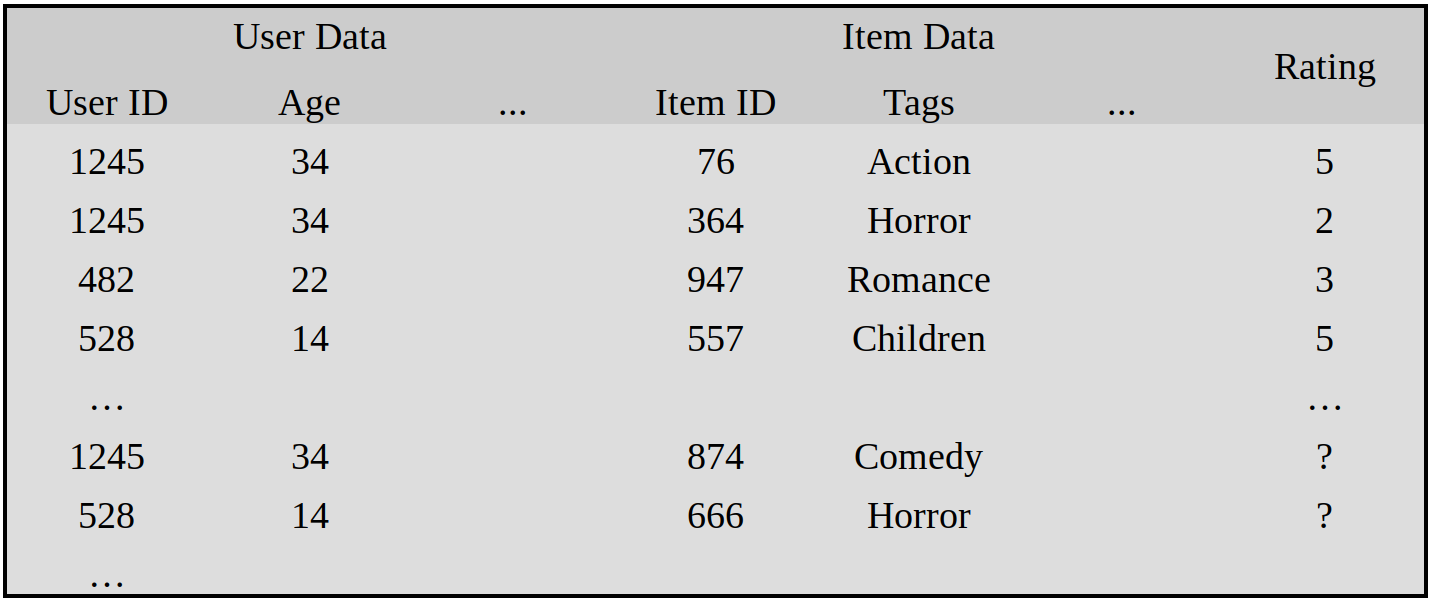 User Data Item Data
Rating
User ID Age ... Item ID Tags ...
1245 34 76 Action 5
1245 34 364 Horror 2
482 22 947 Romance 3
528 14 557 Children 5
... ...
1245 34 874 Comedy ?
528 14 666 Horror ?
...